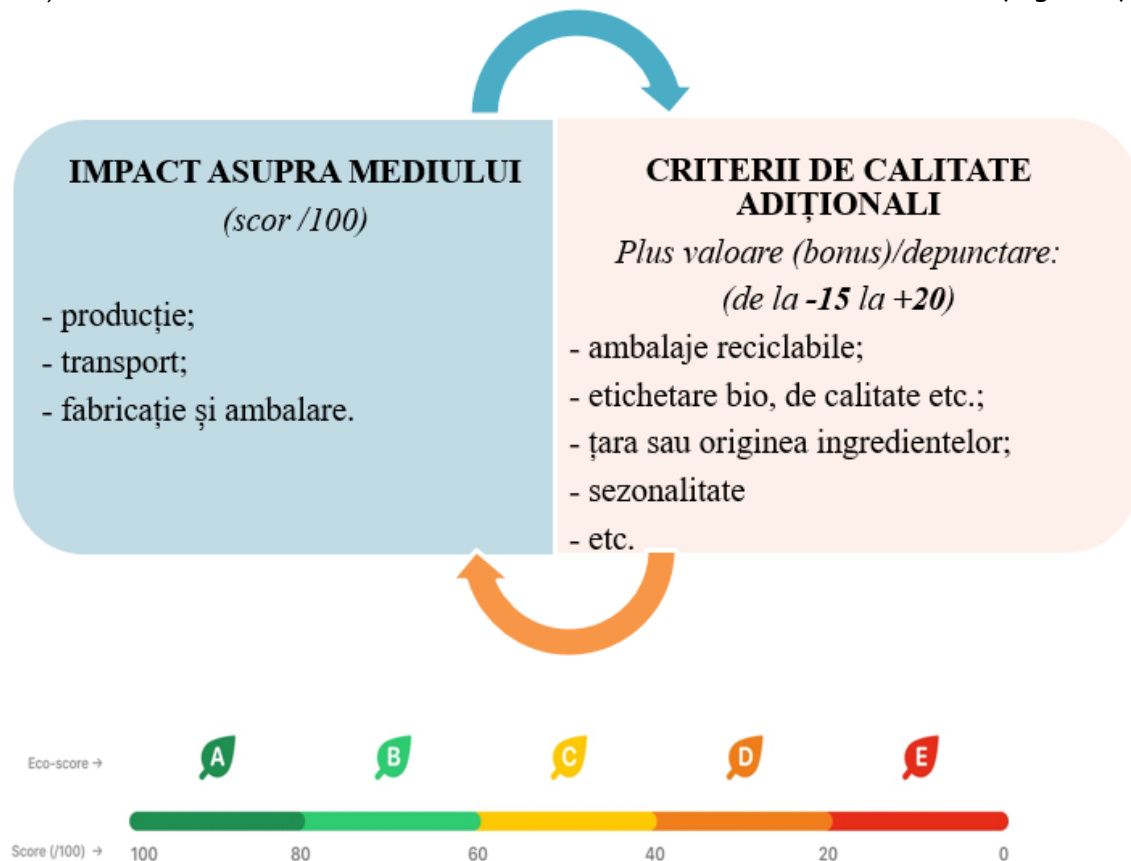 IMPACT ASUPRA MEDIULUI
(scor /100)
- producție;
- transport;
- fabricație și ambalare.
CRITERII DE CALITATE
ADIȚIONALI
Plus valoare (bonus)/depunctare:
(de la -15 la +20)
- ambalaje reciclabile;
- etichetare bio, de calitate etc.;
- țara sau originea ingredientelor;
- sezonalitate
- etc.
Eco-score → A B C D E
Score (/100) → 100 80 60 40 20 0